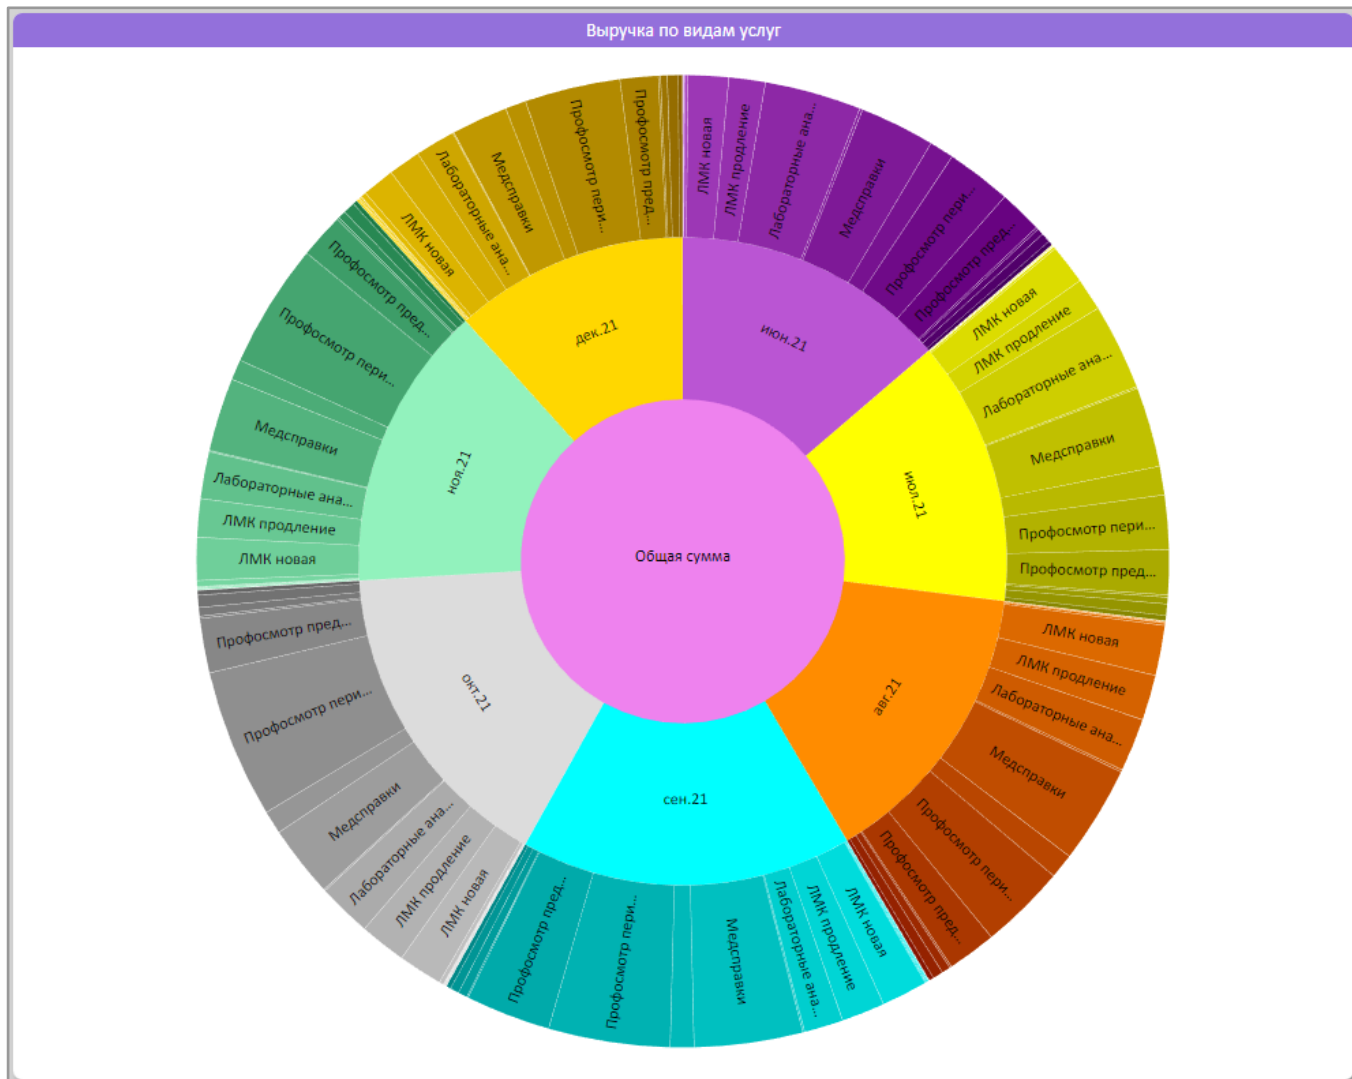 Выручка по видам услуг
Общая сумма
июн.21
ЛМК новая
ЛМК продление
Лабораторные ана...
Медсправки
Профосмотр пери...
Профосмотр пред...
июл.21
ЛМК новая
ЛМК продление
Лабораторные ана...
Медсправки
Профосмотр пери...
Профосмотр пред...
авг.21
ЛМК новая
ЛМК продление
Лабораторные ана...
Медсправки
Профосмотр пери...
Профосмотр пред...
сен.21
ЛМК новая
ЛМК продление
Лабораторные ана...
Медсправки
Профосмотр пери...
Профосмотр пред...
окт.21
ЛМК новая
ЛМК продление
Лабораторные ана...
Медсправки
Профосмотр пери...
Профосмотр пред...
ноя.21
ЛМК новая
ЛМК продление
Лабораторные ана...
Медсправки
Профосмотр пери...
Профосмотр пред...
дек.21
ЛМК новая
Лабораторные ана...
Медсправки
Профосмотр пери...
Профосмотр пред...